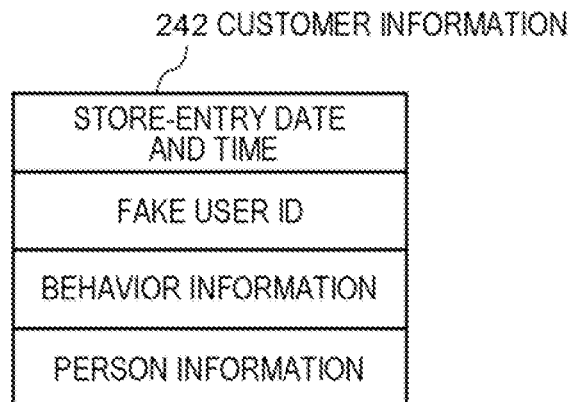 242 CUSTOMER INFORMATION
STORE-ENTRY DATE
AND TIME
FAKE USER ID
BEHAVIOR INFORMATION
PERSON INFORMATION